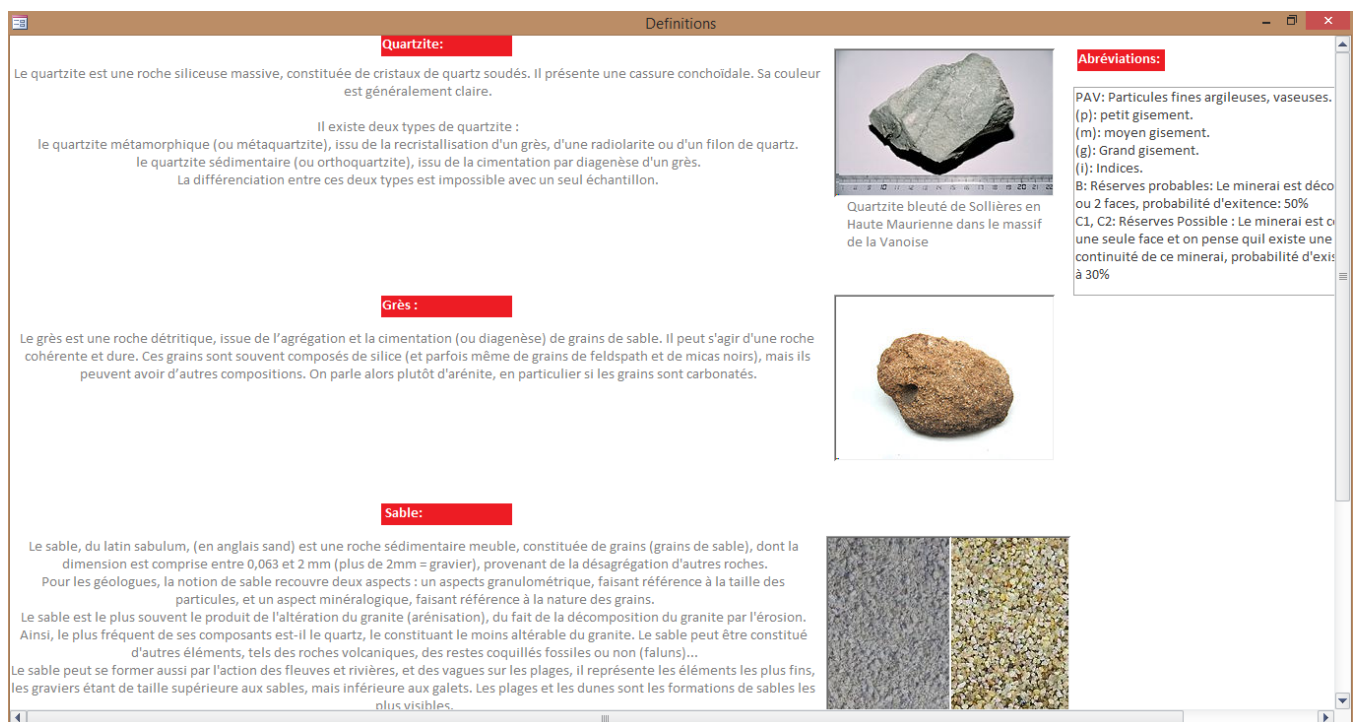 Definitions
Quartzite:
Le quartzite est une roche siliceuse massive, constituée de cristaux de quartz soudés. Il présente une cassure conchoïdale. Sa couleur
est généralement claire.
Il existe deux types de quartzite :
le quartzite métamorphique (ou métaquartzite), issu de la recristallisation d'un grès, d'une radiolarite ou d'un filon de quartz.
le quartzite sédimentaire (ou orthoquartzite), issu de la cimentation par diagenèse d'un grès.
La différenciation entre ces deux types est impossible avec un seul échantillon.
Quartzite bleuté de Sollières en
Haute Maurienne dans le massif
de la Vanoise
Abréviations:
PAV: Particules fines argileuses, vaseuses.
(p): petit gisement.
(m): moyen gisement.
(g): Grand gisement.
(i): Indices.
B: Réserves probables: Le minerai est déco
ou 2 faces, probabilité d'exitence: 50%
C1, C2: Réserves Possible : Le minerai est
une seule face et on pense quil existe une
continuité de ce minerai, probabilité d'exis
à 30%
Grès :
Le grès est une roche détritique, issue de l’agrégation et la cimentation (ou diagenèse) de grains de sable. Il peut s'agir d'une roche
cohérente et dure. Ces grains sont souvent composés de silice (et parfois même de grains de feldspath et de micas noirs), mais ils
peuvent avoir d’autres compositions. On parle alors plutôt d'arénite, en particulier si les grains sont carbonatés.
Sable:
Le sable, du latin sabulum, (en anglais sand) est une roche sédimentaire meuble, constituée de grains (grains de sable), dont la
dimension est comprise entre 0,063 et 2 mm (plus de 2mm = gravier), provenant de la désagrégation d'autres roches.
Pour les géologues, la notion de sable recouvre deux aspects : un aspects granulométrique, faisant référence à la taille des
particules, et un aspect minéralogique, faisant référence à la nature des grains.
Le sable est le plus souvent le produit de l'altération du granite (arénisation), du fait de la décomposition du granite par l'érosion.
Ainsi, le plus fréquent de ses composants est-il le quartz, le constituant le moins altérable du granite. Le sable peut être constitué
d'autres éléments, tels des roches volcaniques, des restes coquillés fossiles ou non (faluns)...
Le sable peut se former aussi par l'action des fleuves et rivières, et des vagues sur les plages, il représente les éléments les plus fins,
les graviers étant de taille supérieure aux sables, mais inférieure aux galets. Les plages et les dunes sont les formations de sables les
plus visibles.